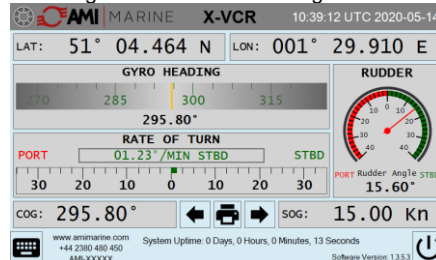 AMI MARINE X-VCR 10:39:12 UTC 2020-05-14
LAT: 51° 04.464 N LON: 001° 29.910 E
GYRO HEADING
270 285 300 315
295.80°
RUDDER
10 0 10
20 20
30 30
40 40
PORT Rudder Angle STBD
15.60°
RATE OF TURN
PORT 01.23°/MIN STBD STBD
30 20 10 0 10 20 30
COG: 295.80° SOG: 15.00 Kn
www.amimarine.com
+44 2380 480 450
AMI-XXXXX
System Uptime: 0 Days, 0 Hours, 0 Minutes, 13 Seconds
Software Version: 1.3.5.3